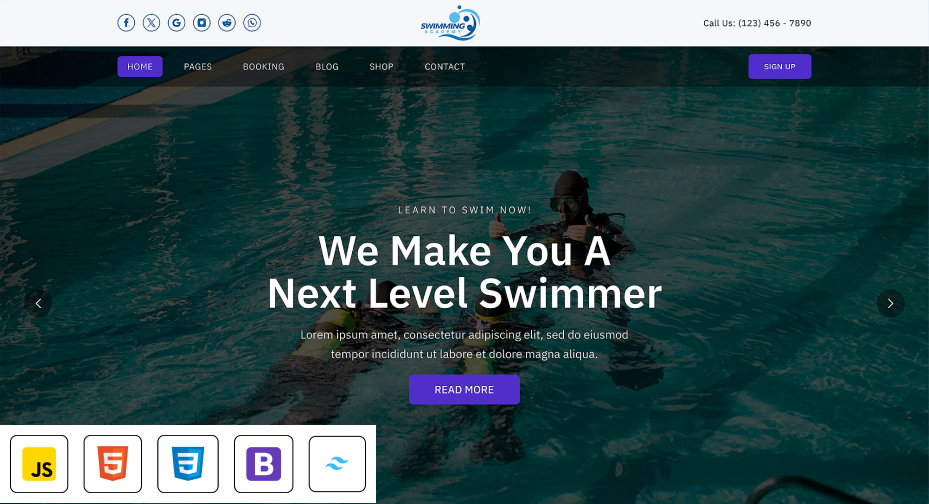 SWIMMING
ACADEMY
Call Us: (123) 456 - 7890
HOME
PAGES
BOOKING
BLOG
SHOP
CONTACT
SIGN UP
LEARN TO SWIM NOW!
We Make You A
Next Level Swimmer
Lorem ipsum amet, consectetur adipiscing elit, sed do eiusmod
tempor incididunt ut labore et dolore magna aliqua.
READ MORE
JS
5
3
B